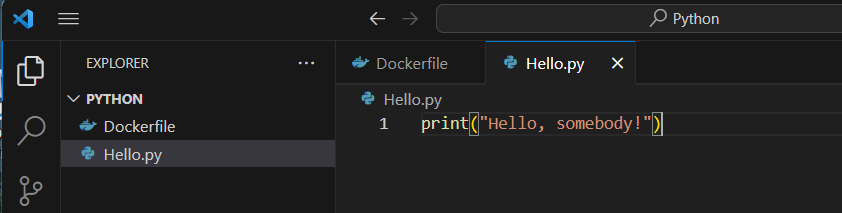 Python
EXPLORER ···
PYTHON
Dockerfile
Hello.py
Dockerfile Hello.py
Hello.py
1 print("Hello, somebody!")